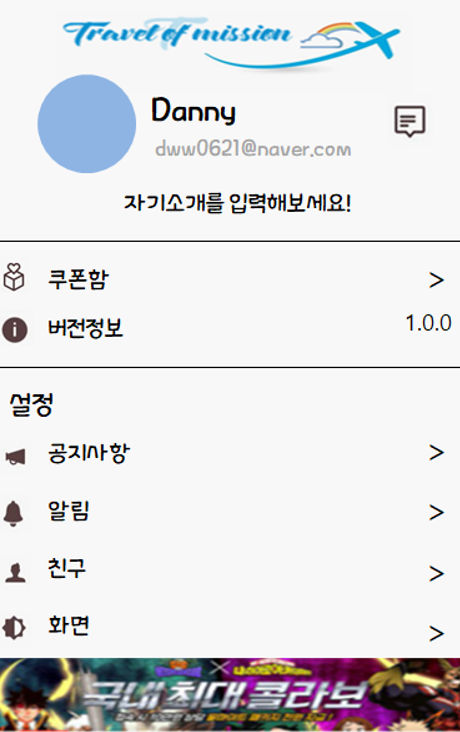 Travel of mission
Danny
dww0621@naver.com
자기소개를 입력해보세요!
쿠폰함 >
버전정보 1.0.0
설정
공지사항 >
알림 >
친구 >
화면 >
국내 최대 콜라보